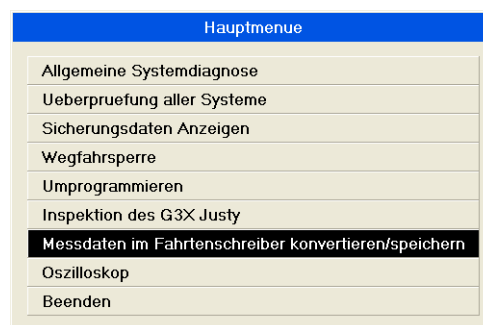 Hauptmenue
Allgemeine Systemdiagnose
Ueberpruefung aller Systeme
Sicherungsdaten Anzeigen
Wegfahrsperre
Umprogrammieren
Inspektion des G3X Justy
Messdaten im Fahrtenschreiber konvertieren/speichern
Oszilloskop
Beenden